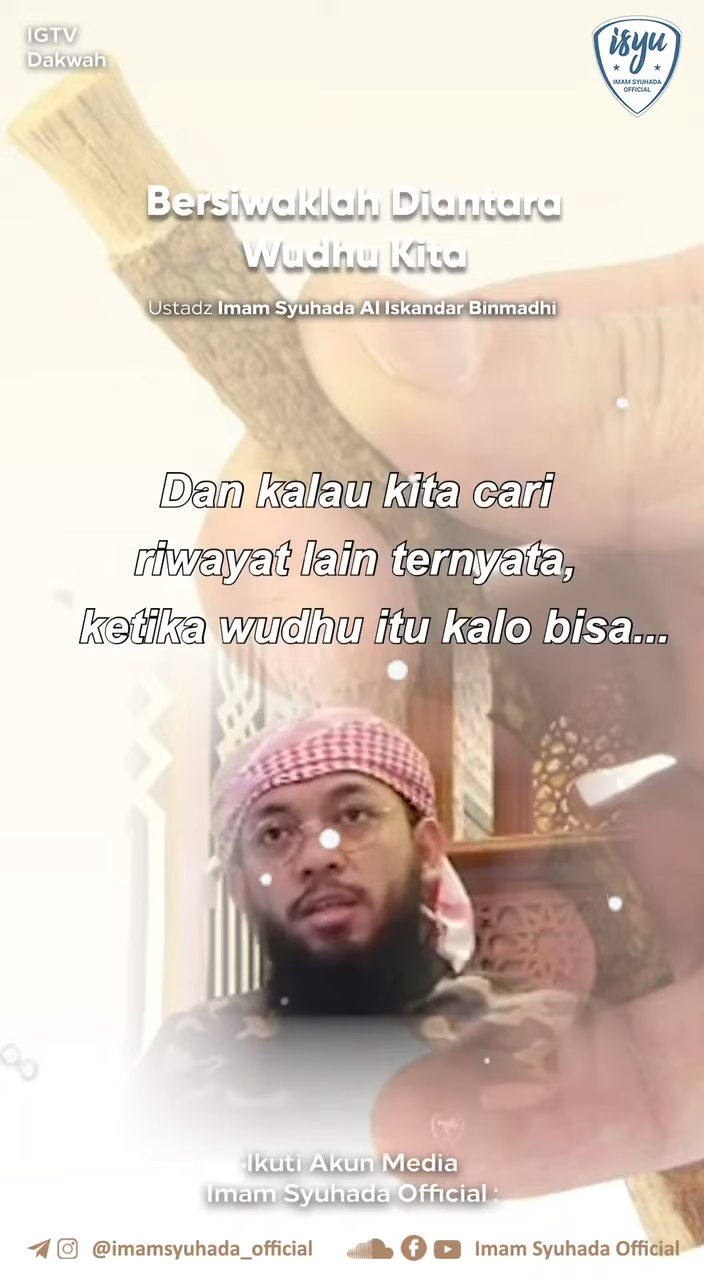 IGTV
Dakwah
isyu
IMAM SYUHADA
OFFICIAL
Bersiwaklah Diantara
Wudhu Kita
Ustadz Imam Syuhada Al Iskandar Binmadhi
Dan kalau kita cari
riwayat lain ternyata,
ketika wudhu itu kalo bisa...
Ikuti Akun Media
Imam Syuhada Official :
@imamsyuhada_official
Imam Syuhada Official